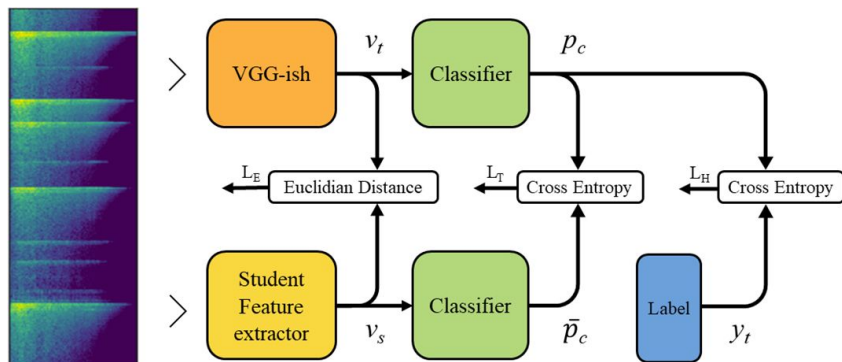 v_t
p_c
VGG-ish
Classifier
L_E
Euclidian Distance
L_T
Cross Entropy
L_H
Cross Entropy
Student
Feature
extractor
Classifier
Label
v_s
p̄_c
y_t